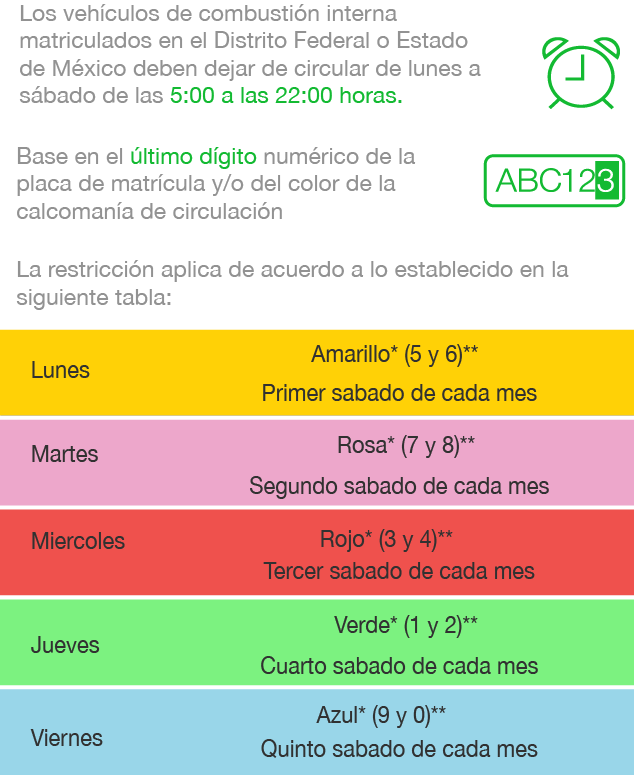 Los vehículos de combustión interna
matriculados en el Distrito Federal o Estado
de México deben dejar de circular de lunes a
sábado de las 5:00 a las 22:00 horas.
Base en el último dígito numérico de la
placa de matrícula y/o del color de la
calcomanía de circulación
ABC123
La restricción aplica de acuerdo a lo establecido en la
siguiente tabla:
Lunes
Amarillo* (5 y 6)**
Primer sabado de cada mes
Martes
Rosa* (7 y 8)**
Segundo sabado de cada mes
Miercoles
Rojo* (3 y 4)**
Tercer sabado de cada mes
Jueves
Verde* (1 y 2)**
Cuarto sabado de cada mes
Viernes
Azul* (9 y 0)**
Quinto sabado de cada mes